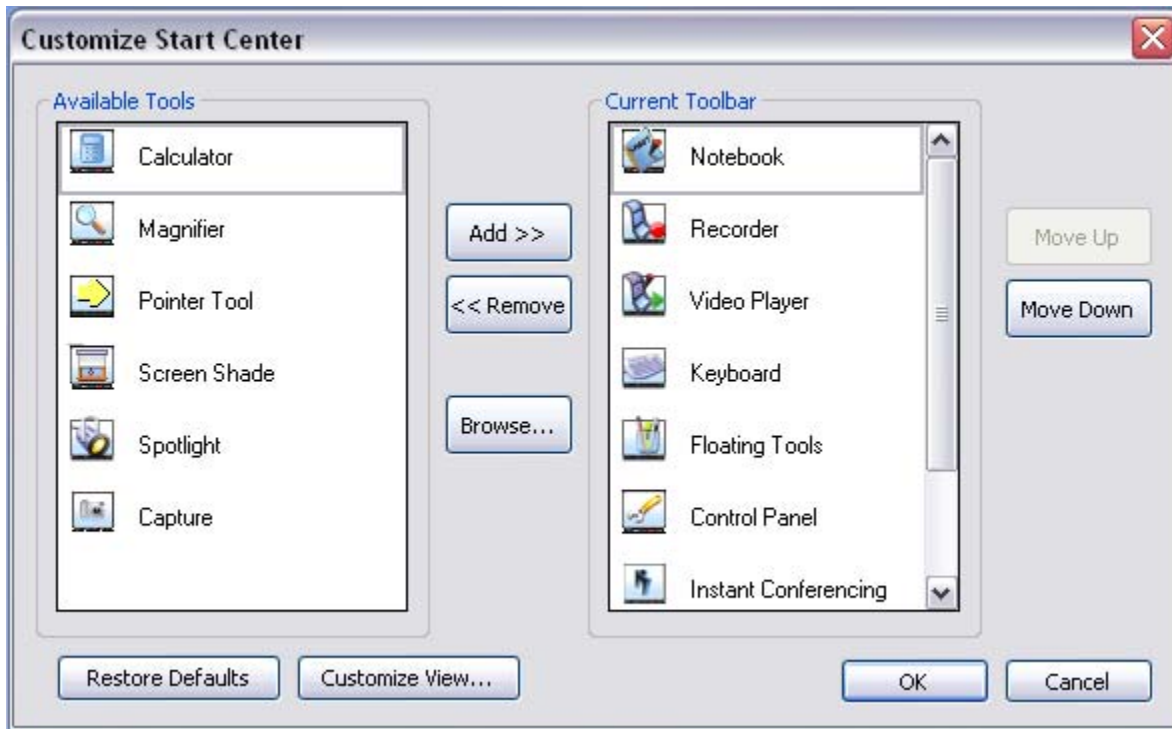 Customize Start Center
Available Tools
Calculator
Magnifier
Pointer Tool
Screen Shade
Spotlight
Capture
Add >>
<< Remove
Browse...
Current Toolbar
Notebook
Recorder
Video Player
Keyboard
Floating Tools
Control Panel
Instant Conferencing
Move Up
Move Down
Restore Defaults
Customize View...
OK
Cancel